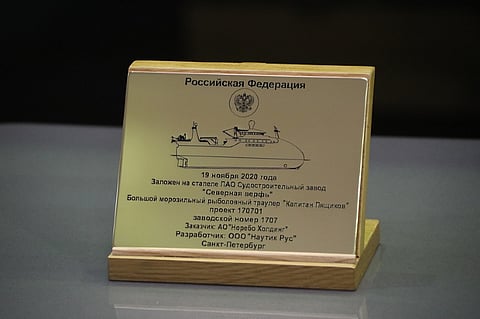 Российская Федерация
19 ноября 2020 года
Заложен на стапеле ПАО Судостроительный завод
"Северная верфь"
Большой морозильный рыболовный траулер "Капитан Пящиков"
проект 170701
заводской номер 1707
Заказчик: АО"Норебо Холдинг"
Разработчик: ООО "Наутик Рус"
Санкт-Петербург